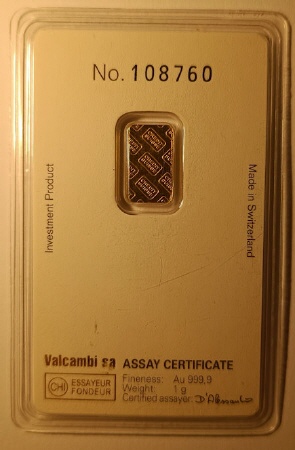 No. 108760
Investment Product
Made in Switzerland
Valcambi sa ASSAY CERTIFICATE
CHI ESSAYEUR FONDEUR
Fineness: Au 999,9
Weight: 1 g
Certified assayer: